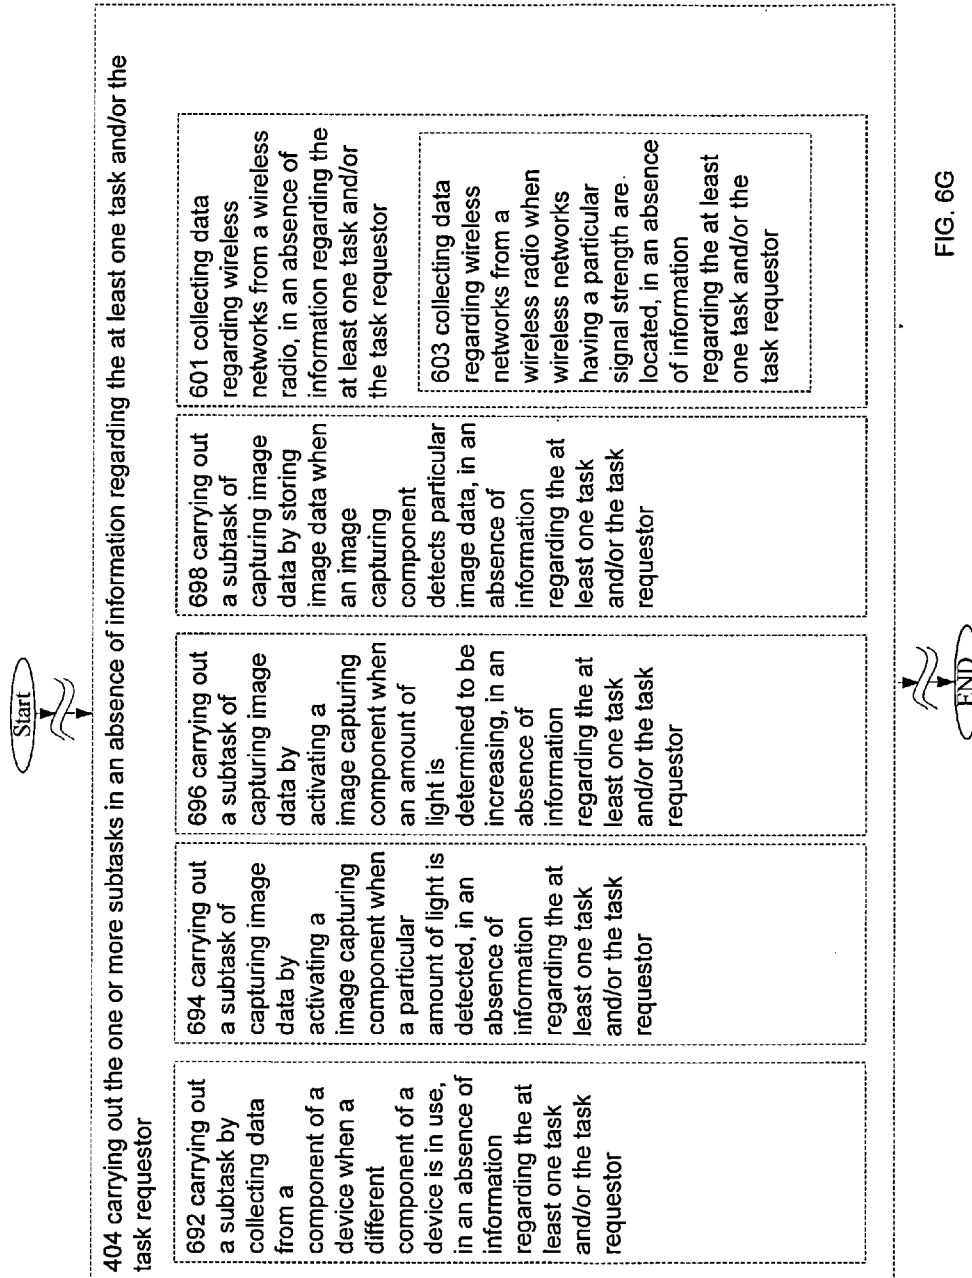 Start
404 carrying out the one or more subtasks in an absence of information regarding the at least one task and/or the
task requestor
692 carrying out
a subtask by
collecting data
from a
component of a
device when a
different
component of a
device is in use,
in an absence of
information
regarding the at
least one task
and/or the task
requestor
694 carrying out
a subtask of
capturing image
data by
activating a
image capturing
component when
a particular
amount of light is
detected, in an
absence of
information
regarding the at
least one task
and/or the task
requestor
696 carrying out
a subtask of
capturing image
data by
activating a
image capturing
component when
an amount of
light is
determined to be
increasing, in an
absence of
information
regarding the at
least one task
and/or the task
requestor
698 carrying out
a subtask of
capturing image
data by storing
image data when
an image
capturing
component
detects particular
image data, in an
absence of
information
regarding the at
least one task
and/or the task
requestor
601 collecting data
regarding wireless
networks from a wireless
radio, in an absence of
information regarding the
at least one task and/or
the task requestor
603 collecting data
regarding wireless
networks from a
wireless radio when
wireless networks
having a particular
signal strength are
located, in an absence
of information
regarding the at least
one task and/or the
task requestor
END
FIG. 6G